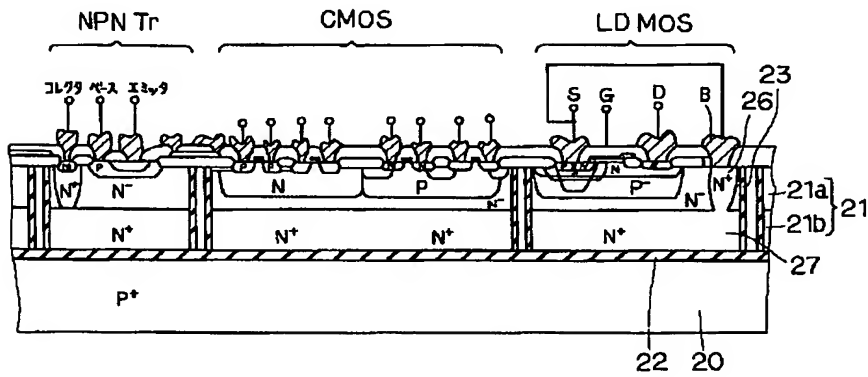 NPN Tr CMOS LD MOS
コレクタ ベース エミッタ S G D B 23
26
N⁺ N⁻ N P N⁻ P⁻ N⁻ N⁺ 21a
21
21b
N⁺ N⁺ N⁺ N⁺
27
P⁺
22 20